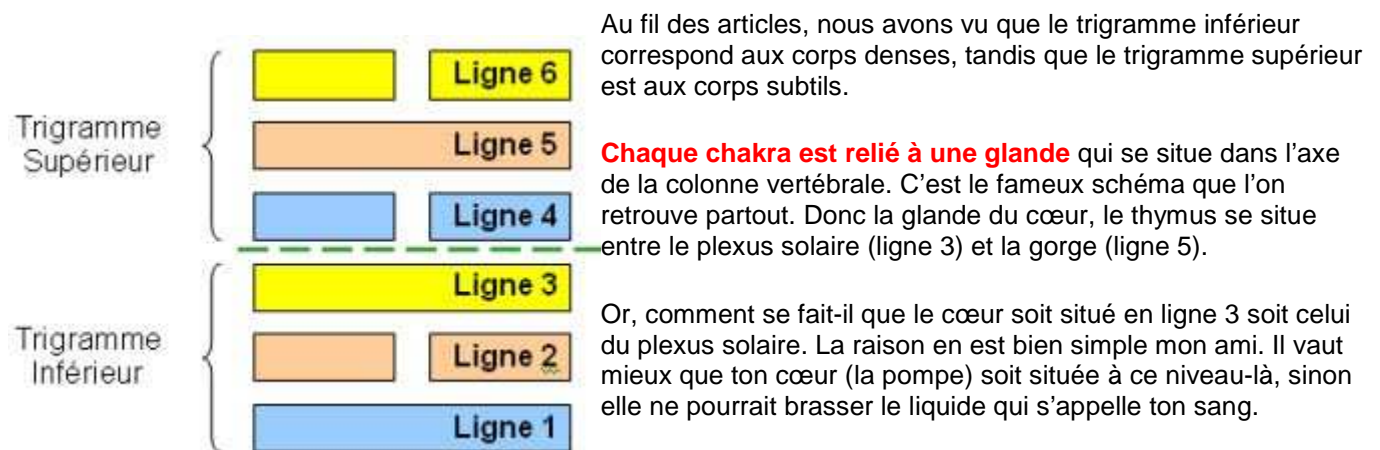 Au fil des articles, nous avons vu que le trigramme inférieur
correspond aux corps denses, tandis que le trigramme supérieur
est aux corps subtils.
Chaque chakra est relié à une glande qui se situe dans l’axe
de la colonne vertébrale. C’est le fameux schéma que l’on
retrouve partout. Donc la glande du cœur, le thymus se situe
entre le plexus solaire (ligne 3) et la gorge (ligne 5).
Or, comment se fait-il que le cœur soit situé en ligne 3 soit celui
du plexus solaire. La raison en est bien simple mon ami. Il vaut
mieux que ton cœur (la pompe) soit située à ce niveau-là, sinon
elle ne pourrait brasser le liquide qui s’appelle ton sang.
Trigramme
Supérieur
Ligne 6
Ligne 5
Ligne 4
Trigramme
Inférieur
Ligne 3
Ligne 2
Ligne 1